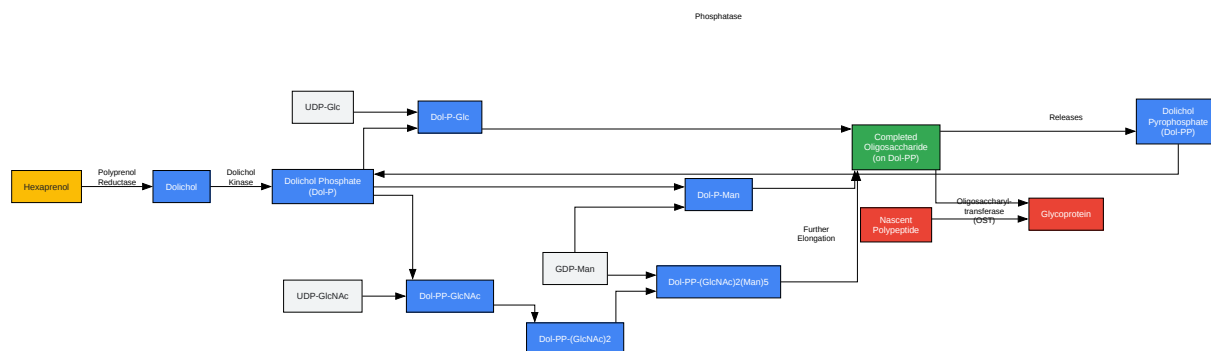 Phosphatase
UDP-Glc
Dol-P-Glc
Completed
Oligosaccharide
(on Dol-PP)
Releases
Dolichol
Pyrophosphate
(Dol-PP)
Hexaprenol
Polyprenol
Reductase
Dolichol
Dolichol
Kinase
Dolichol Phosphate
(Dol-P)
Dol-P-Man
Nascent
Polypeptide
Oligosaccharyl-
transferase
(OST)
Glycoprotein
Further
Elongation
GDP-Man
UDP-GlcNAc
Dol-PP-GlcNAc
Dol-PP-(GlcNAc)2(Man)5
Dol-PP-(GlcNAc)2